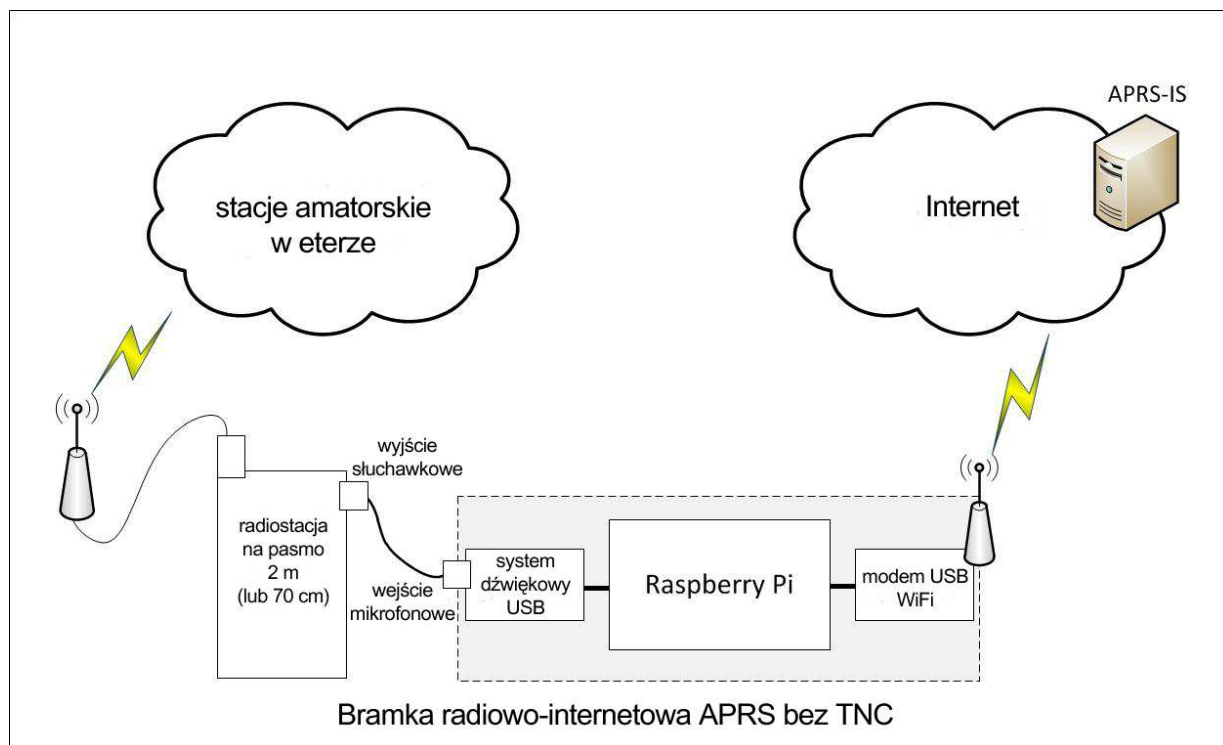 APRS-IS
stacje amatorskie
w eterze
Internet
wyjście
słuchawkowe
radiostacja
na pasmo
2 m
(lub 70 cm)
wejście
mikrofonowe
system
dźwiękowy
USB
Raspberry Pi
modem USB
WiFi
Bramka radiowo-internetowa APRS bez TNC